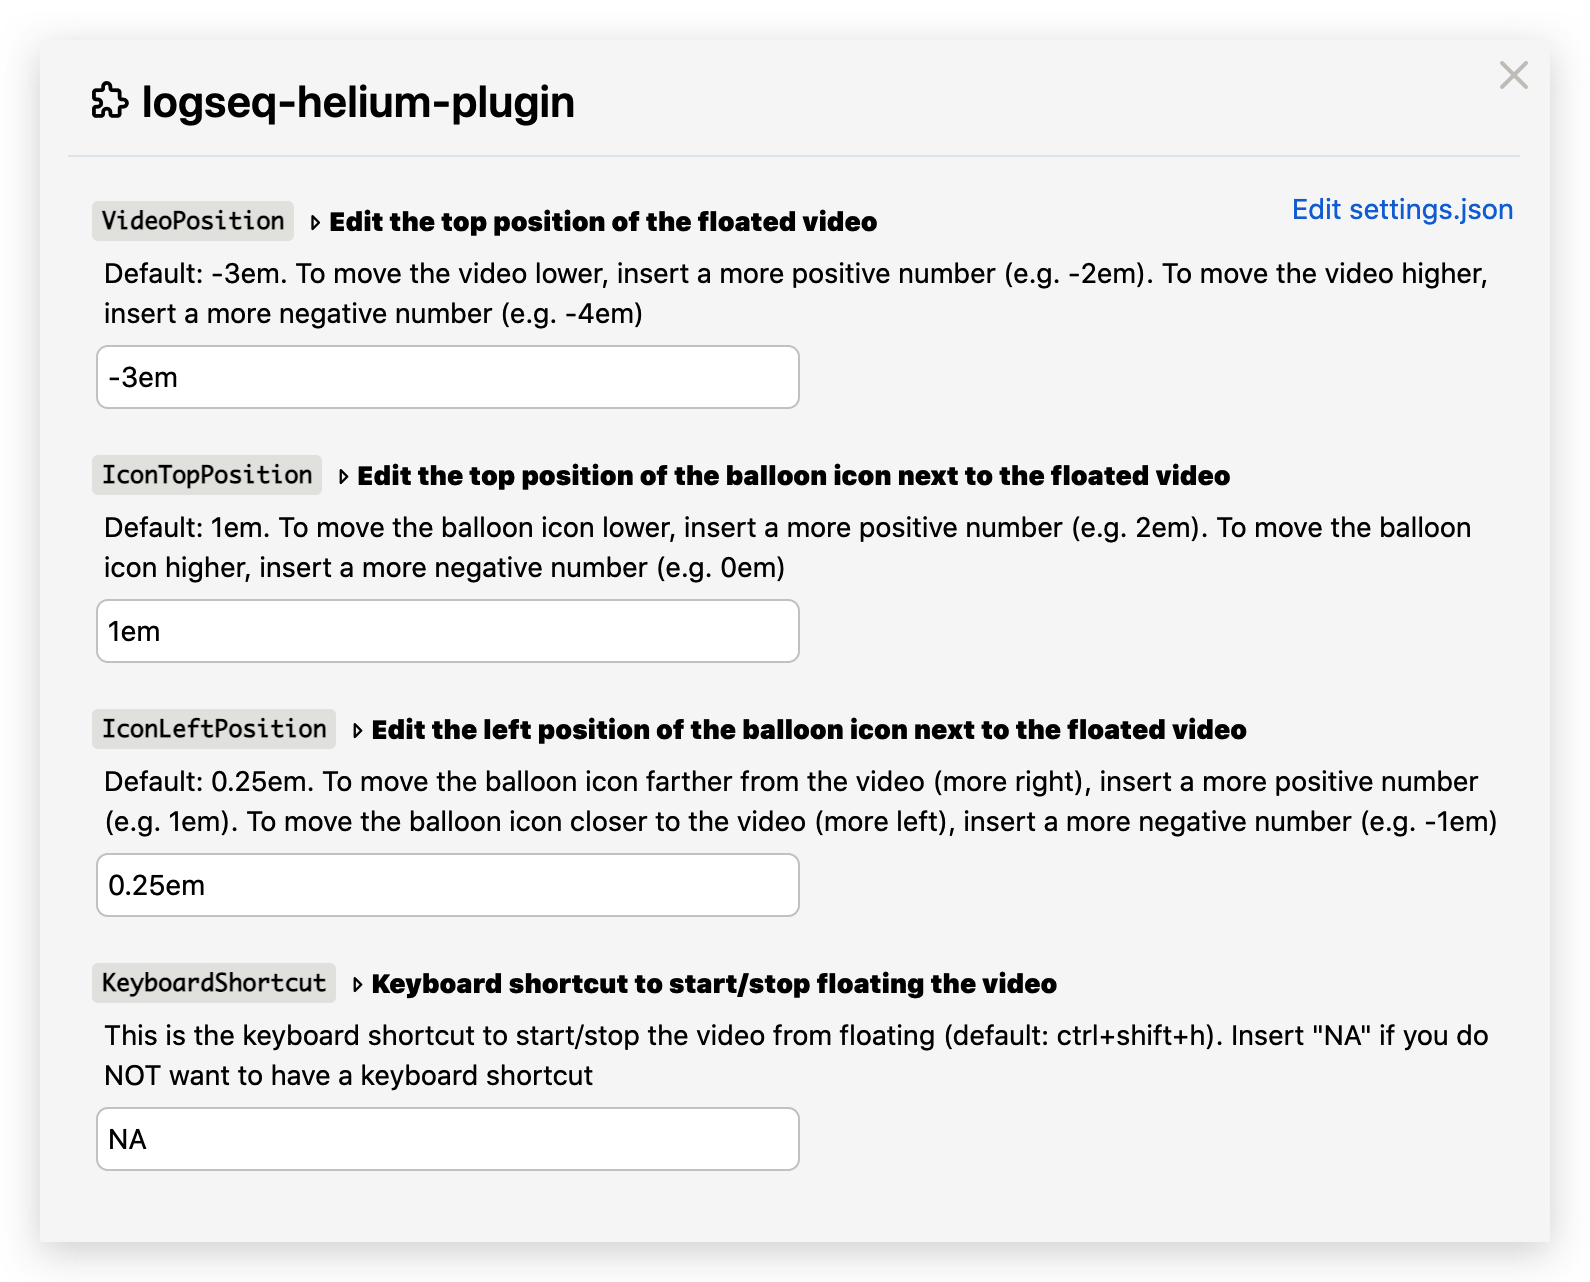 logseq-helium-plugin
Edit settings.json
VideoPosition ▹ Edit the top position of the floated video
Default: -3em. To move the video lower, insert a more positive number (e.g. -2em). To move the video higher,
insert a more negative number (e.g. -4em)
-3em
IconTopPosition ▹ Edit the top position of the balloon icon next to the floated video
Default: 1em. To move the balloon icon lower, insert a more positive number (e.g. 2em). To move the balloon
icon higher, insert a more negative number (e.g. 0em)
1em
IconLeftPosition ▹ Edit the left position of the balloon icon next to the floated video
Default: 0.25em. To move the balloon icon farther from the video (more right), insert a more positive number
(e.g. 1em). To move the balloon icon closer to the video (more left), insert a more negative number (e.g. -1em)
0.25em
KeyboardShortcut ▹ Keyboard shortcut to start/stop floating the video
This is the keyboard shortcut to start/stop the video from floating (default: ctrl+shift+h). Insert "NA" if you do
NOT want to have a keyboard shortcut
NA